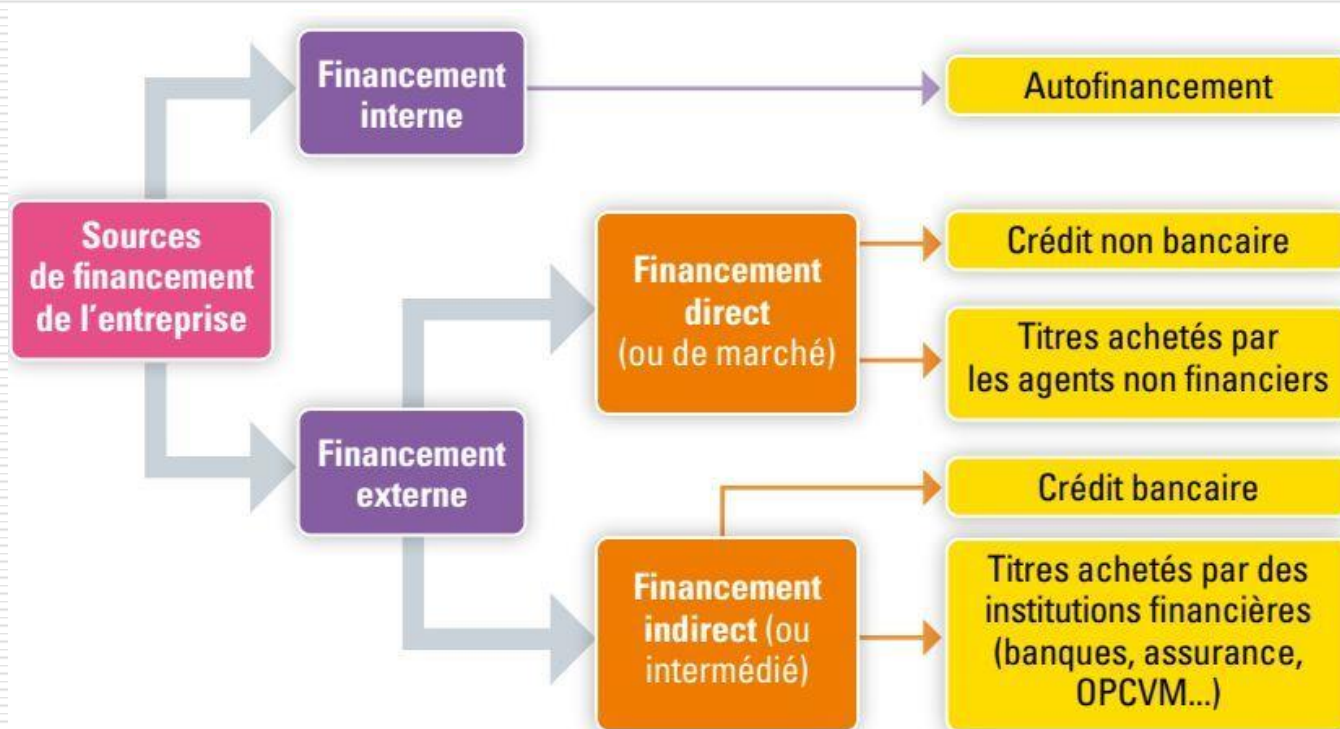 Financement
interne
Autofinancement
Sources
de financement
de l'entreprise
Financement
direct
(ou de marché)
Crédit non bancaire
Titres achetés par
les agents non financiers
Financement
externe
Crédit bancaire
Financement
indirect (ou
intermédié)
Titres achetés par des
institutions financières
(banques, assurance,
OPCVM...)